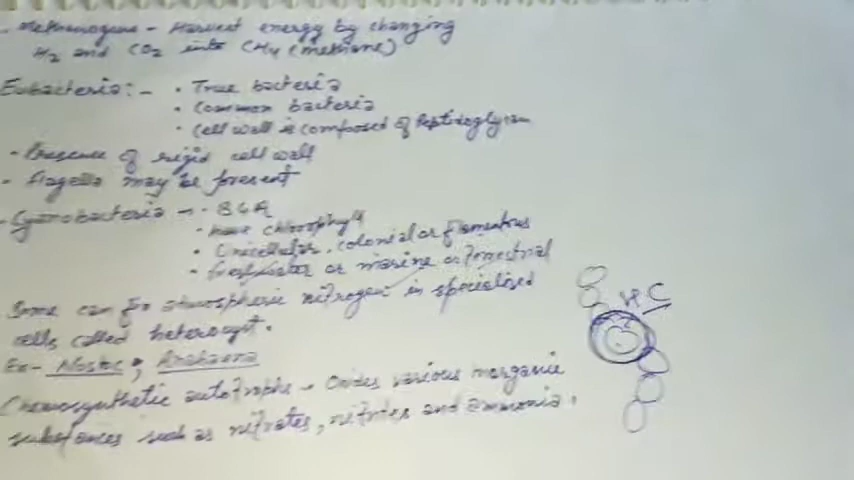 - Methanogens - Harvest energy by changing
H2 and CO2 into CH4 (methane)
Eubacteria: -
• True bacteria
• Common bacteria
• Cell wall is composed of Peptidoglycan
- Presence of rigid cell wall
- flagella may be present
- Cyanobacteria - • BGA
• have chlorophyll
• Unicellular, colonial or filamentous
• freshwater or marine or terrestrial
Some can fix atmospheric nitrogen in specialised
cells called heterocyst.
Ex- Nostoc, Anabaena
HC
Chemosynthetic autotrophs - Oxides various inorganic
substances such as nitrates, nitrites and ammonia.